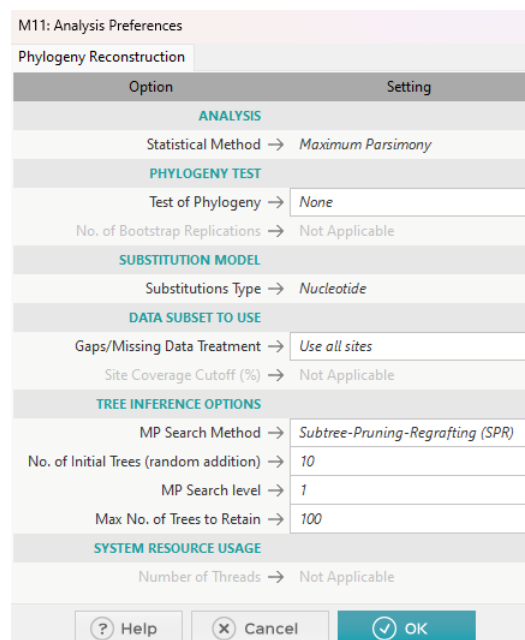 M11: Analysis Preferences
Phylogeny Reconstruction
Option Setting
ANALYSIS
Statistical Method → Maximum Parsimony
PHYLOGENY TEST
Test of Phylogeny → None
No. of Bootstrap Replications → Not Applicable
SUBSTITUTION MODEL
Substitutions Type → Nucleotide
DATA SUBSET TO USE
Gaps/Missing Data Treatment → Use all sites
Site Coverage Cutoff (%) → Not Applicable
TREE INFERENCE OPTIONS
MP Search Method → Subtree-Pruning-Regrafting (SPR)
No. of Initial Trees (random addition) → 10
MP Search level → 1
Max No. of Trees to Retain → 100
SYSTEM RESOURCE USAGE
Number of Threads → Not Applicable
? Help X Cancel ✓ OK